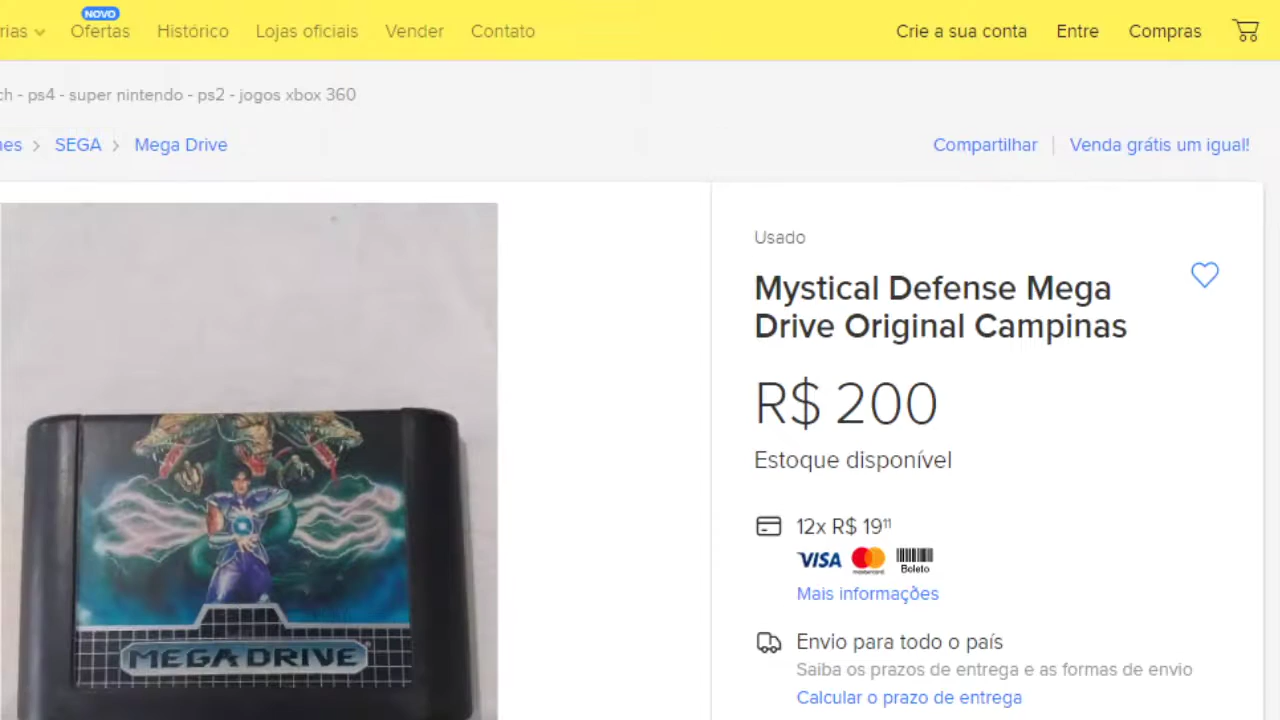 NOVO
Ofertas Histórico Lojas oficiais Vender Contato Crie a sua conta Entre Compras
- ps4 - super nintendo - ps2 - jogos xbox 360
SEGA > Mega Drive Compartilhar | Venda grátis um igual!
Usado
Mystical Defense Mega
Drive Original Campinas
R$ 200
Estoque disponível
12x R$ 19¹¹
VISA mastercard Boleto
Mais informações
MEGA DRIVE
Envio para todo o país
Saiba os prazos de entrega e as formas de envio
Calcular o prazo de entrega